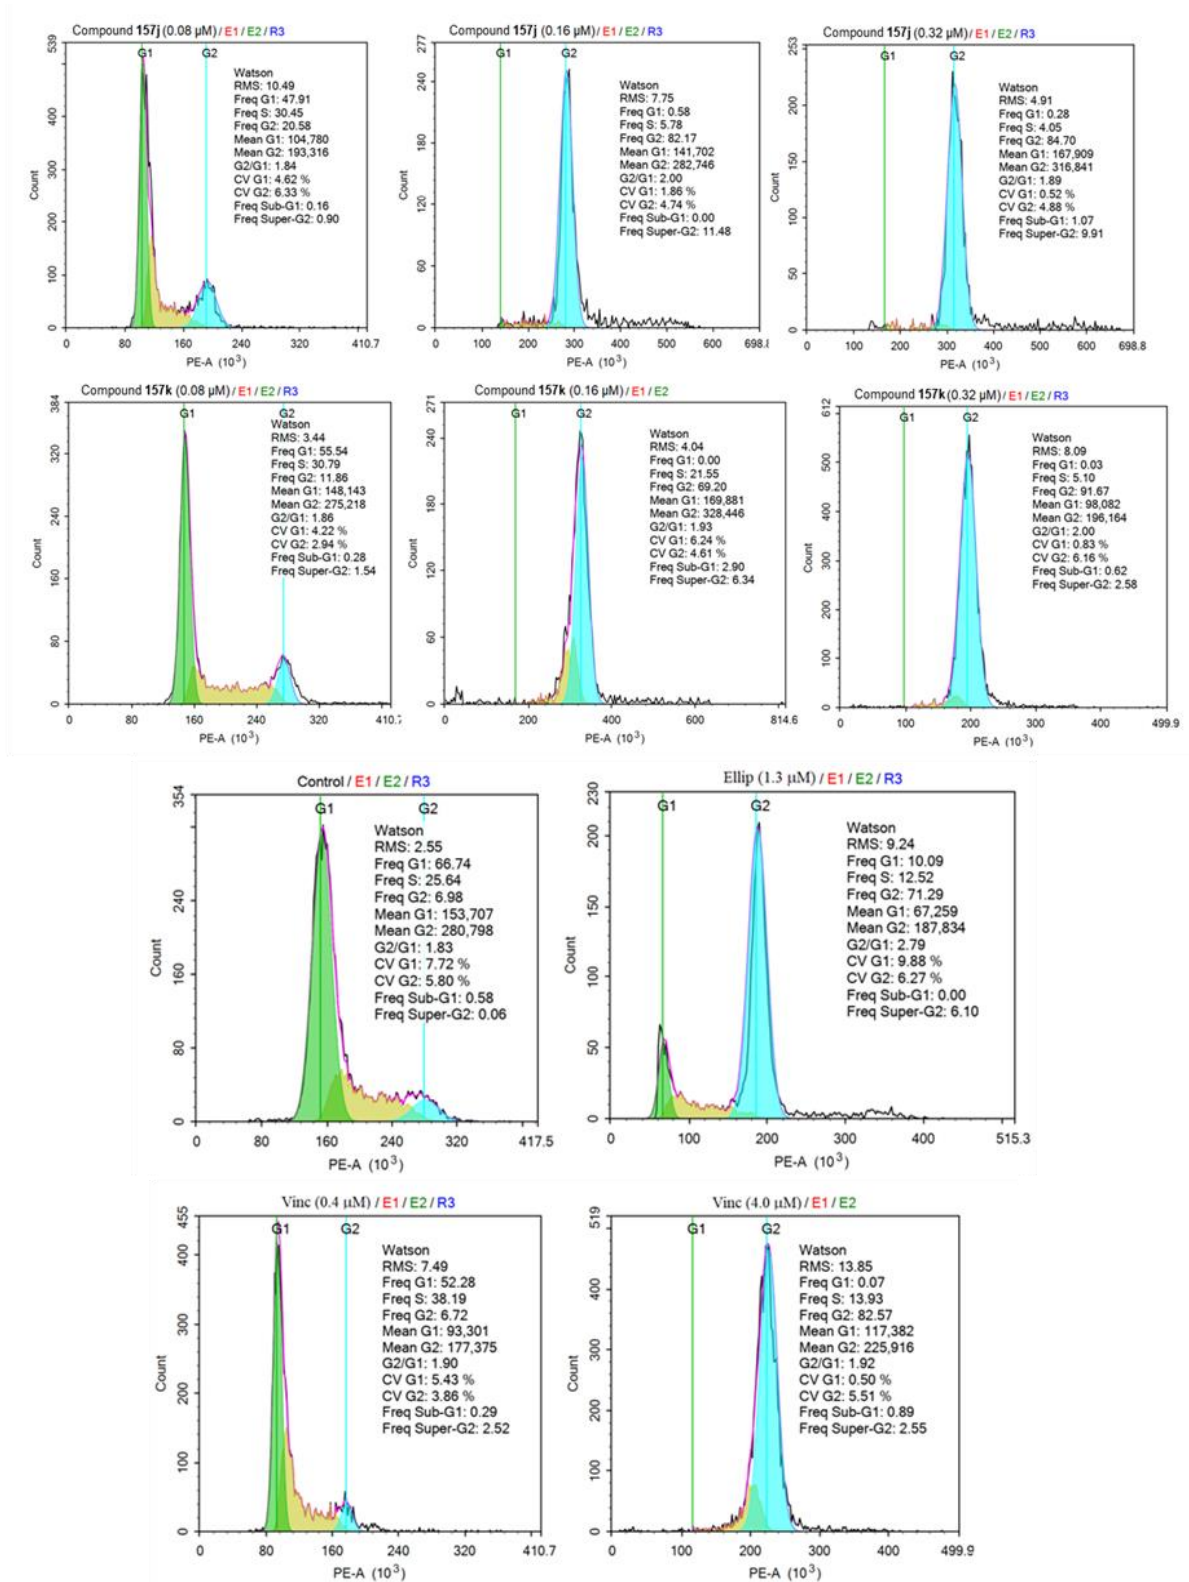 Compound 157j (0.08 µM) / E1 / E2 / R3
539
G1
G2
Watson
RMS: 10.49
Freq G1: 47.91
Freq S: 30.45
Freq G2: 20.58
Mean G1: 104,780
Mean G2: 193,316
G2/G1: 1.84
CV G1: 4.62 %
CV G2: 6.33 %
Freq Sub-G1: 0.16
Freq Super-G2: 0.90
400
300
200
100
0
Count
0 80 160 240 320 410.7
PE-A (10³)
Compound 157j (0.16 µM) / E1 / E2 / R3
277
G1
G2
Watson
RMS: 7.75
Freq G1: 0.58
Freq S: 5.78
Freq G2: 82.17
Mean G1: 141,702
Mean G2: 282,746
G2/G1: 2.00
CV G1: 1.86 %
CV G2: 4.74 %
Freq Sub-G1: 0.00
Freq Super-G2: 11.48
240
180
120
60
0
Count
0 100 200 300 400 500 600 698.8
PE-A (10³)
Compound 157j (0.32 µM) / E1 / E2 / R3
253
G1
G2
Watson
RMS: 4.91
Freq G1: 0.28
Freq S: 4.05
Freq G2: 84.70
Mean G1: 167,909
Mean G2: 316,841
G2/G1: 1.89
CV G1: 0.52 %
CV G2: 4.88 %
Freq Sub-G1: 1.07
Freq Super-G2: 9.91
200
150
100
50
0
Count
0 100 200 300 400 500 600 698.8
PE-A (10³)
Compound 157k (0.08 µM) / E1 / E2 / R3
384
G1
G2
Watson
RMS: 3.44
Freq G1: 55.54
Freq S: 30.79
Freq G2: 11.86
Mean G1: 148,143
Mean G2: 275,218
G2/G1: 1.86
CV G1: 4.22 %
CV G2: 2.94 %
Freq Sub-G1: 0.28
Freq Super-G2: 1.54
320
240
160
80
0
Count
0 80 160 240 320 410.7
PE-A (10³)
Compound 157k (0.16 µM) / E1 / E2
271
G1
G2
Watson
RMS: 4.04
Freq G1: 0.00
Freq S: 21.55
Freq G2: 69.20
Mean G1: 169,881
Mean G2: 328,446
G2/G1: 1.93
CV G1: 6.24 %
CV G2: 4.61 %
Freq Sub-G1: 2.90
Freq Super-G2: 6.34
240
180
120
60
0
Count
0 200 400 600 814.6
PE-A (10³)
Compound 157k (0.32 µM) / E1 / E2 / R3
612
G1
G2
Watson
RMS: 8.09
Freq G1: 0.03
Freq S: 5.10
Freq G2: 91.67
Mean G1: 98,082
Mean G2: 196,164
G2/G1: 2.00
CV G1: 0.83 %
CV G2: 6.16 %
Freq Sub-G1: 0.62
Freq Super-G2: 2.58
500
400
300
200
100
0
Count
0 100 200 300 400 499.9
PE-A (10³)
Control / E1 / E2 / R3
354
G1
G2
Watson
RMS: 2.55
Freq G1: 66.74
Freq S: 25.64
Freq G2: 6.98
Mean G1: 153,707
Mean G2: 280,798
G2/G1: 1.83
CV G1: 7.72 %
CV G2: 5.80 %
Freq Sub-G1: 0.58
Freq Super-G2: 0.06
240
160
80
0
Count
0 80 160 240 320 417.5
PE-A (10³)
Ellip (1.3 µM) / E1 / E2 / R3
230
G1
G2
Watson
RMS: 9.24
Freq G1: 10.09
Freq S: 12.52
Freq G2: 71.29
Mean G1: 67,259
Mean G2: 187,834
G2/G1: 2.79
CV G1: 9.88 %
CV G2: 6.27 %
Freq Sub-G1: 0.00
Freq Super-G2: 6.10
200
150
100
50
0
Count
0 100 200 300 400 515.3
PE-A (10³)
Vinc (0.4 µM) / E1 / E2 / R3
455
G1
G2
Watson
RMS: 7.49
Freq G1: 52.28
Freq S: 38.19
Freq G2: 6.72
Mean G1: 93,301
Mean G2: 177,375
G2/G1: 1.90
CV G1: 5.43 %
CV G2: 3.86 %
Freq Sub-G1: 0.29
Freq Super-G2: 2.52
400
300
200
100
0
Count
0 80 160 240 320 410.7
PE-A (10³)
Vinc (4.0 µM) / E1 / E2
519
G1
G2
Watson
RMS: 13.85
Freq G1: 0.07
Freq S: 13.93
Freq G2: 82.57
Mean G1: 117,382
Mean G2: 225,916
G2/G1: 1.92
CV G1: 0.50 %
CV G2: 5.51 %
Freq Sub-G1: 0.89
Freq Super-G2: 2.55
400
300
200
100
0
Count
0 100 200 300 400 499.9
PE-A (10³)